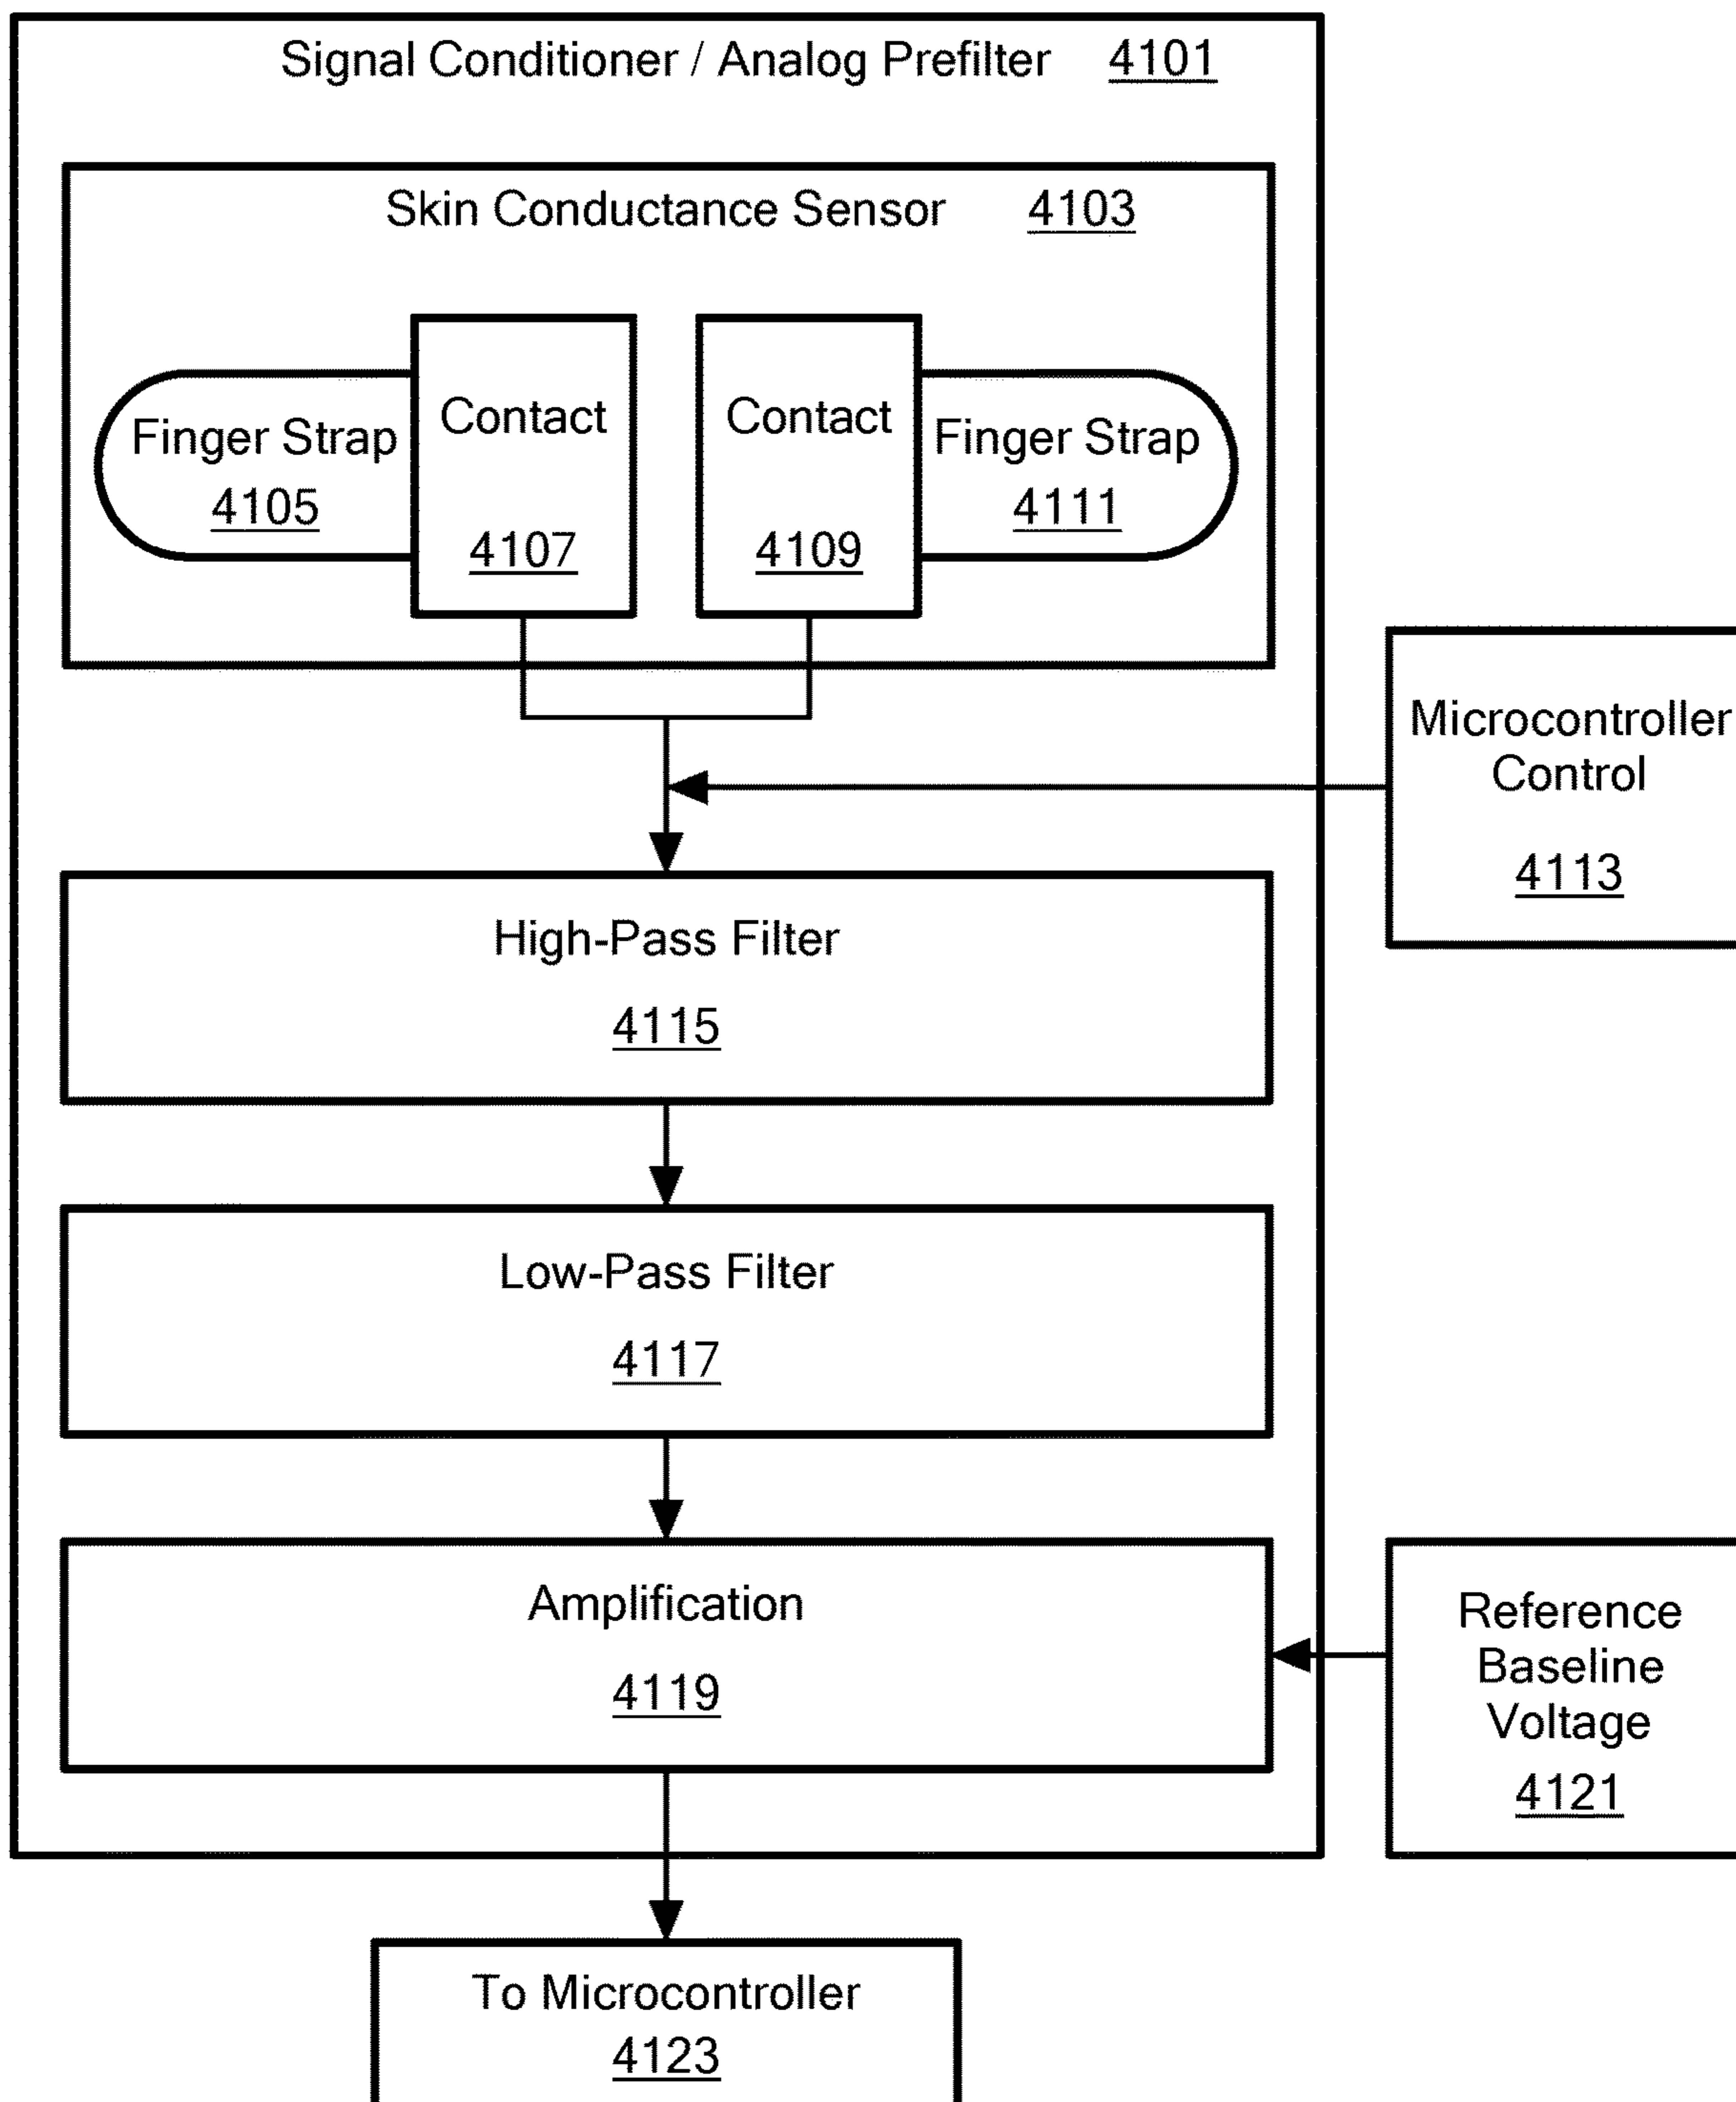 Signal Conditioner / Analog Prefilter 4101
Skin Conductance Sensor 4103
Finger Strap
4105
Contact
4107
Contact
4109
Finger Strap
4111
Microcontroller
Control
4113
High-Pass Filter
4115
Low-Pass Filter
4117
Amplification
4119
Reference
Baseline
Voltage
4121
To Microcontroller
4123